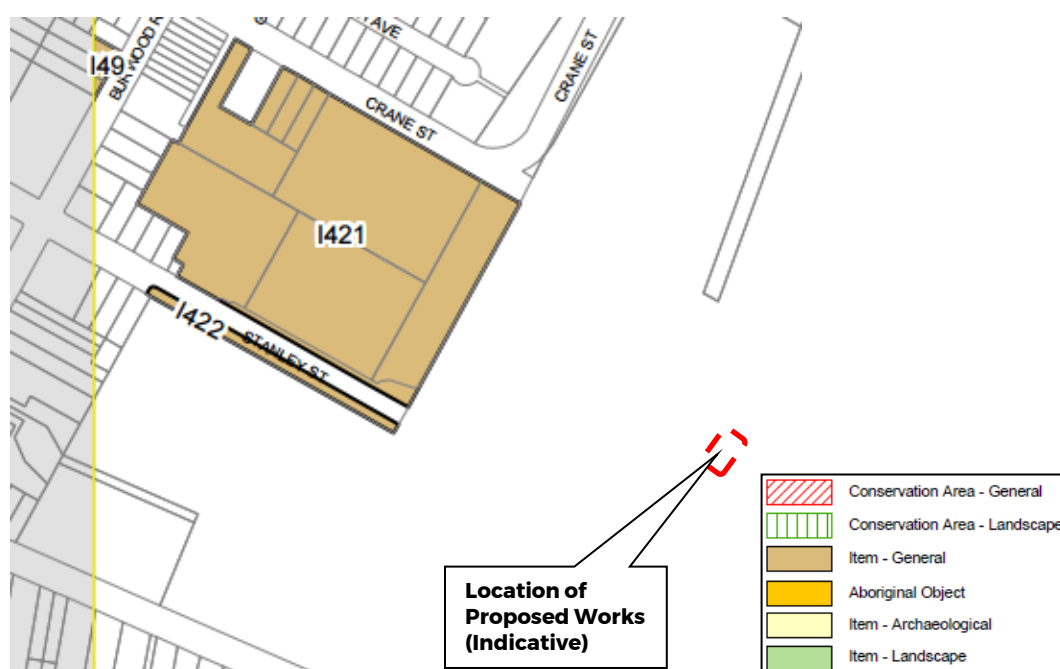 AVE
I49
CRANE ST
CRANE ST
I421
I422
STANLEY ST
Location of
Proposed Works
(Indicative)
Conservation Area - General
Conservation Area - Landscape
Item - General
Aboriginal Object
Item - Archaeological
Item - Landscape